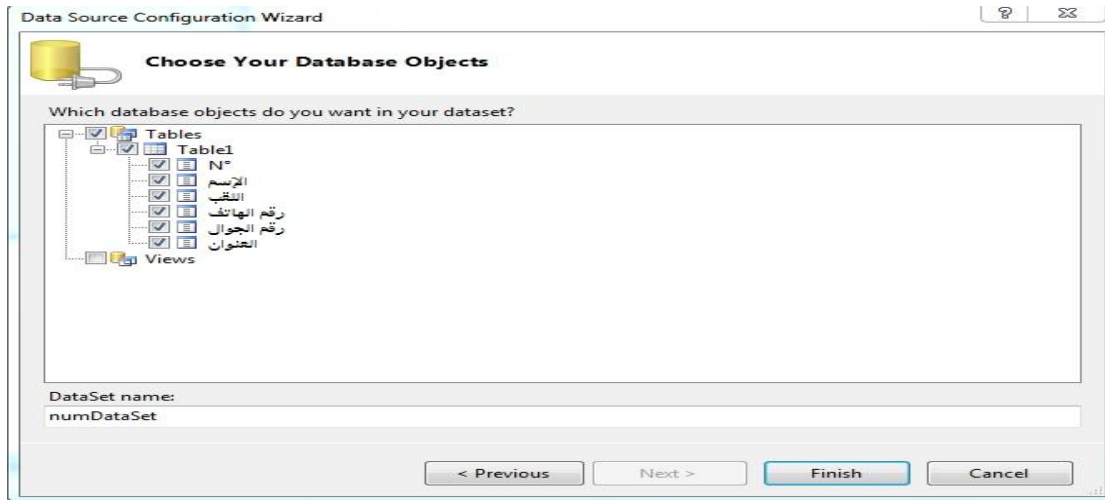 Data Source Configuration Wizard
Choose Your Database Objects
Which database objects do you want in your dataset?
Tables
Table1
N°
الإسم
اللقب
رقم الهاتف
رقم الجوال
العنوان
Views
DataSet name:
numDataSet
< Previous
Next >
Finish
Cancel